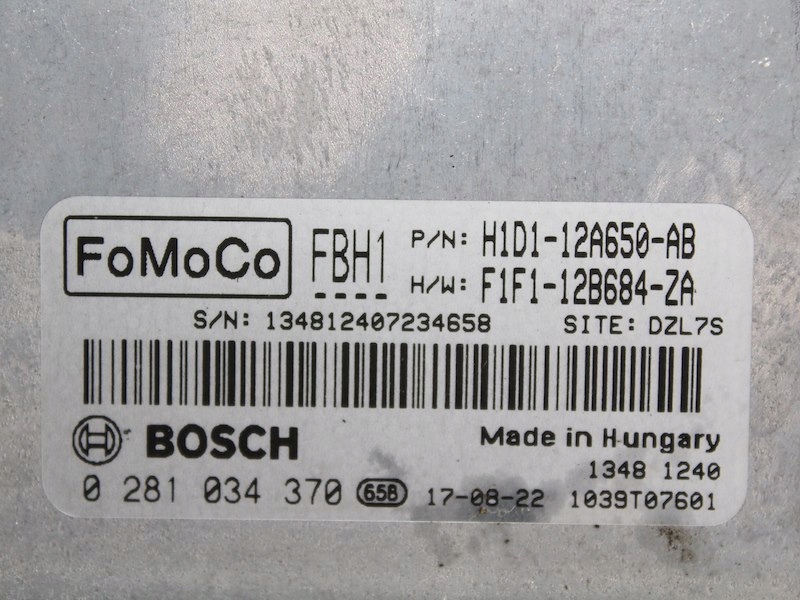 FoMoCo FBH1 P/N: H1D1-12A650-AB
H/W: F1F1-12B684-ZA
S/N: 134812407234658 SITE: DZL7S
BOSCH Made in Hungary
1348 1240
0 281 034 370 658 17-08-22 1039T07601